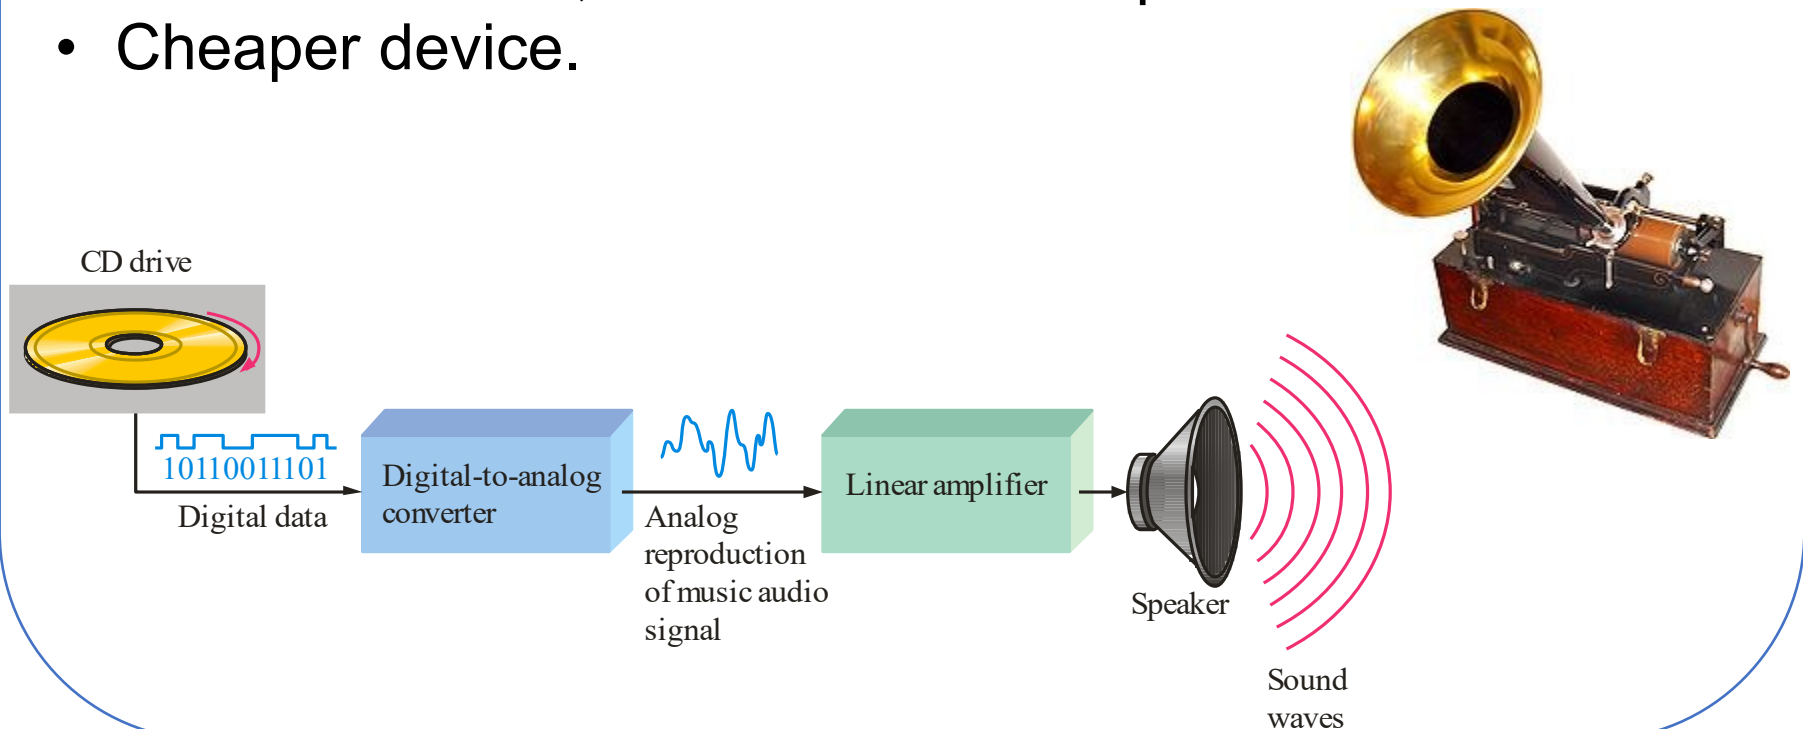 • Cheaper device.
CD drive
10110011101
Digital data
Digital-to-analog
converter
Analog
reproduction
of music audio
signal
Linear amplifier
Speaker
Sound
waves